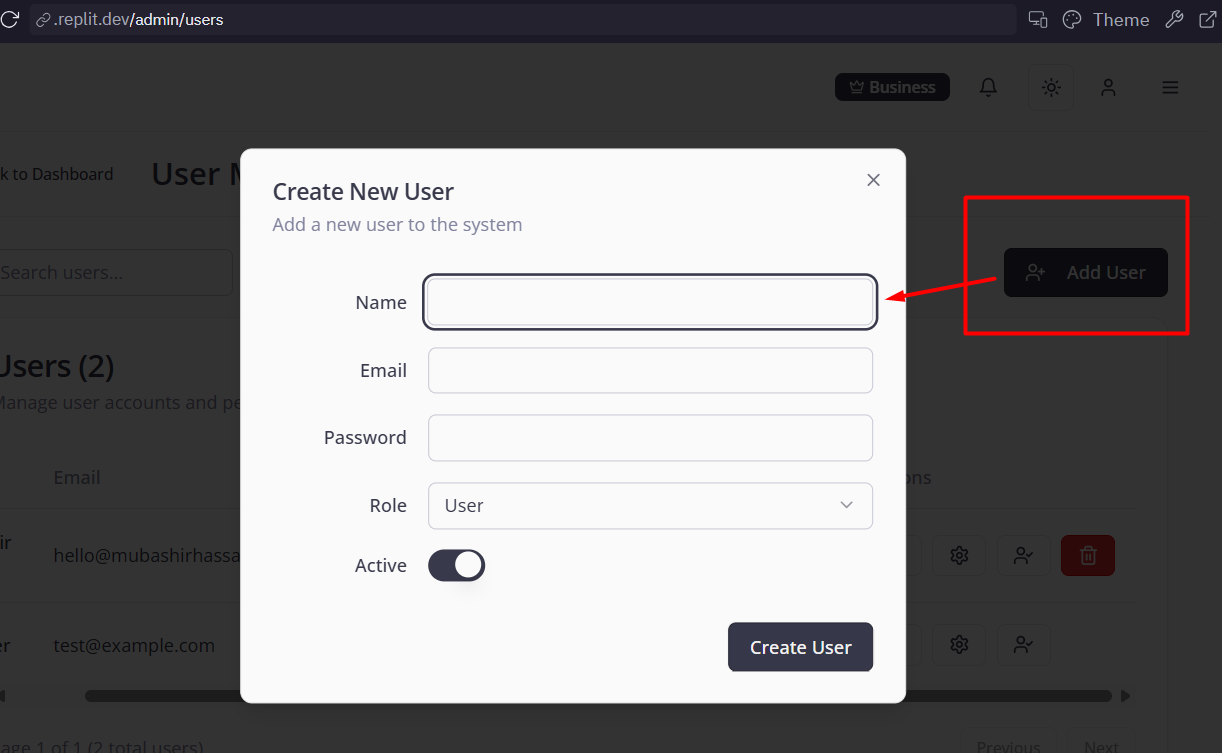 .replit.dev/admin/users
Theme
Business
k to Dashboard
User
Search users...
Add User
Create New User
Add a new user to the system
Name
Email
Password
Role
User
Active
Create User
Users (2)
Manage user accounts and pe
Email
ons
ir
hello@mubashirhassa
er
test@example.com
age 1 of 1 (2 total users)
Previous
Next